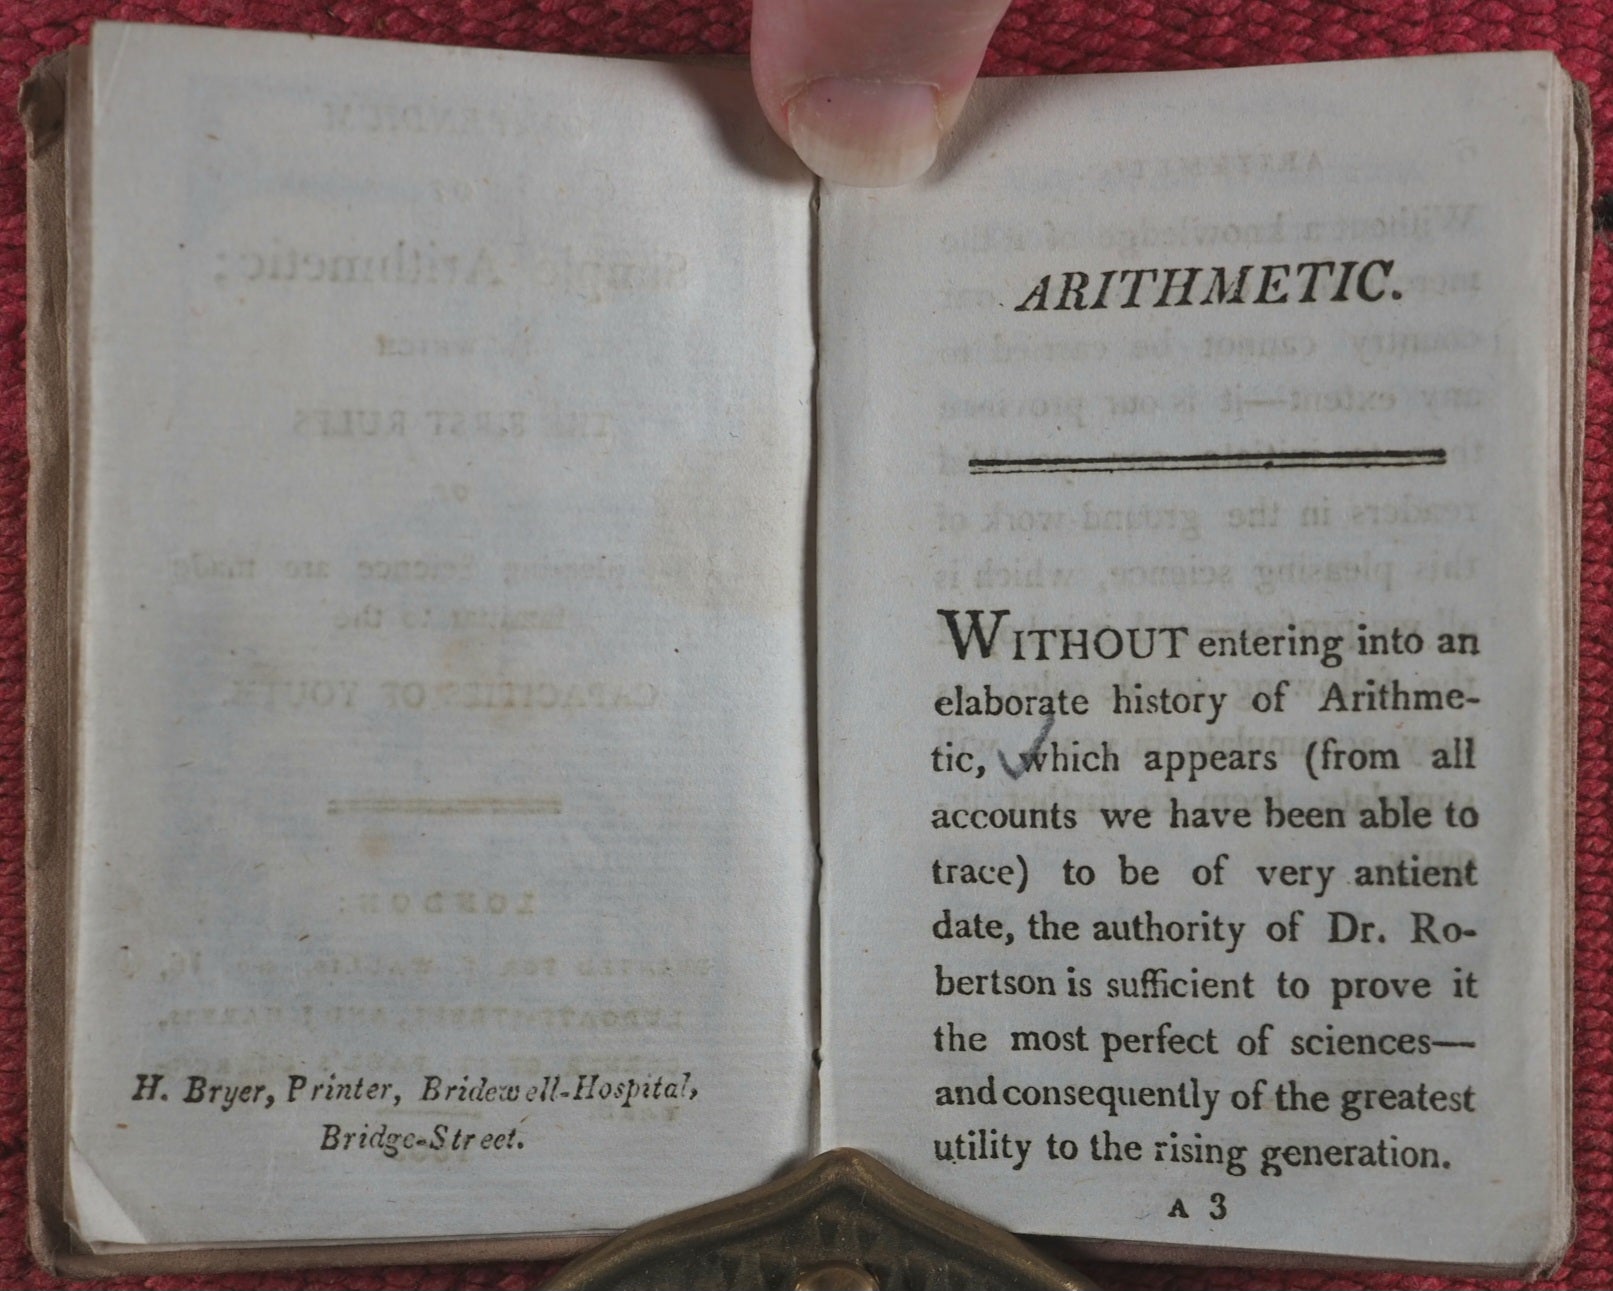 H. Bryer, Printer, Bridewell-Hospital,
Bridge-Street.
ARITHMETIC.
WITHOUT entering into an
elaborate history of Arithme-
tic, which appears (from all
accounts we have been able to
trace) to be of very antient
date, the authority of Dr. Ro-
bertson is sufficient to prove it
the most perfect of sciences—
and consequently of the greatest
utility to the rising generation.
A 3